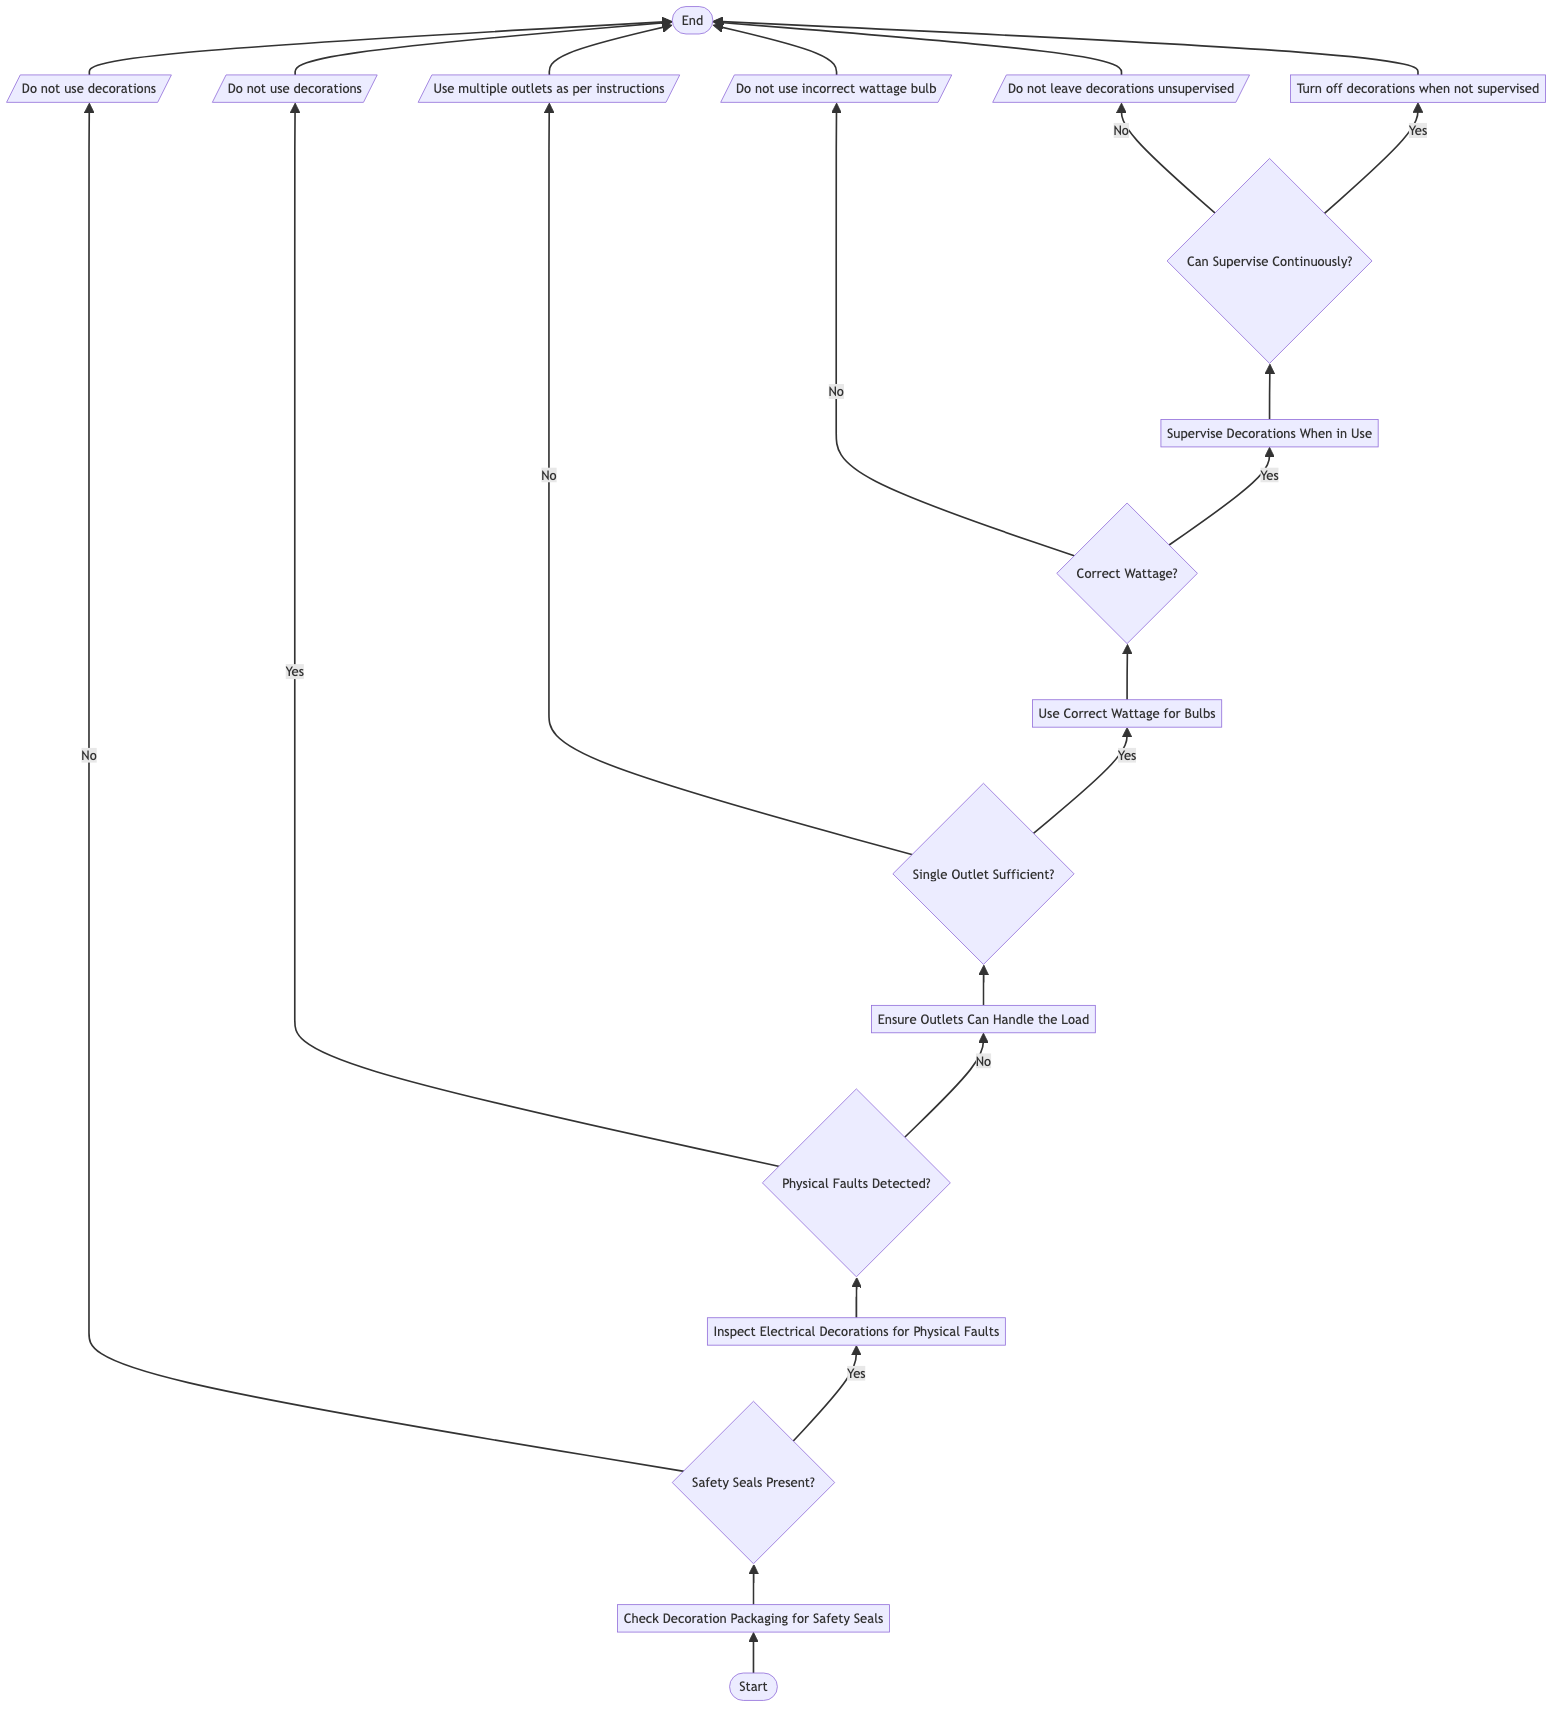 End
Do not use decorations
Do not use decorations
Use multiple outlets as per instructions
Do not use incorrect wattage bulb
Do not leave decorations unsupervised
Turn off decorations when not supervised
No
Yes
Can Supervise Continuously?
No
Supervise Decorations When in Use
No
Yes
Correct Wattage?
Yes
Use Correct Wattage for Bulbs
No
Yes
Single Outlet Sufficient?
Ensure Outlets Can Handle the Load
No
Physical Faults Detected?
Inspect Electrical Decorations for Physical Faults
Yes
Safety Seals Present?
Check Decoration Packaging for Safety Seals
Start